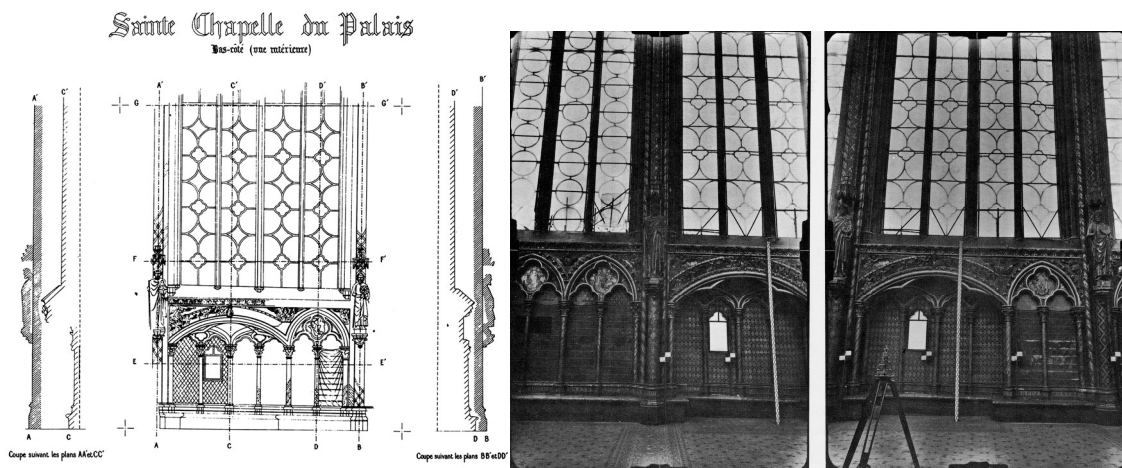 Sainte Chapelle du Palais
Bas-côté (vue intérieure)
A' C' A' C' D' B' D' B'
G G'
F F'
E E'
A C A C D B D B
Coupe suivant les plans AA' et CC'
Coupe suivant les plans BB' et DD'